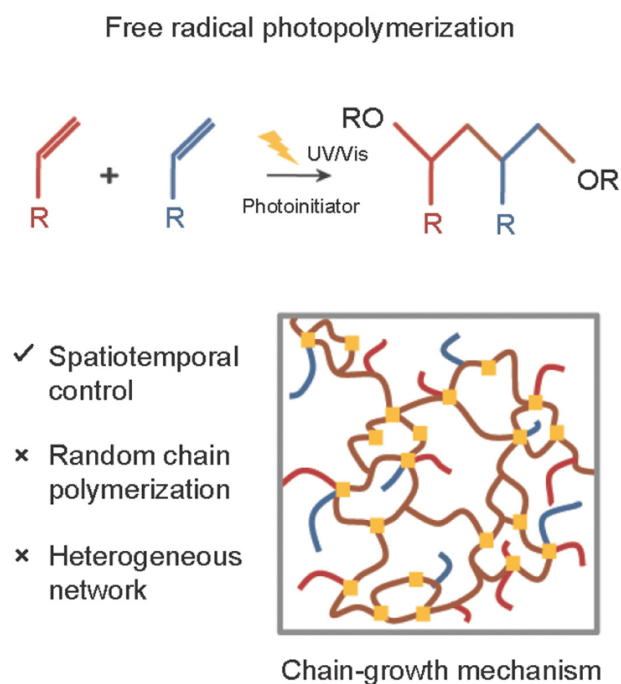 Free radical photopolymerization
RO
UV/Vis
+
Photoinitiator
OR
R
R
R
R
✓ Spatiotemporal
control
× Random chain
polymerization
× Heterogeneous
network
Chain-growth mechanism